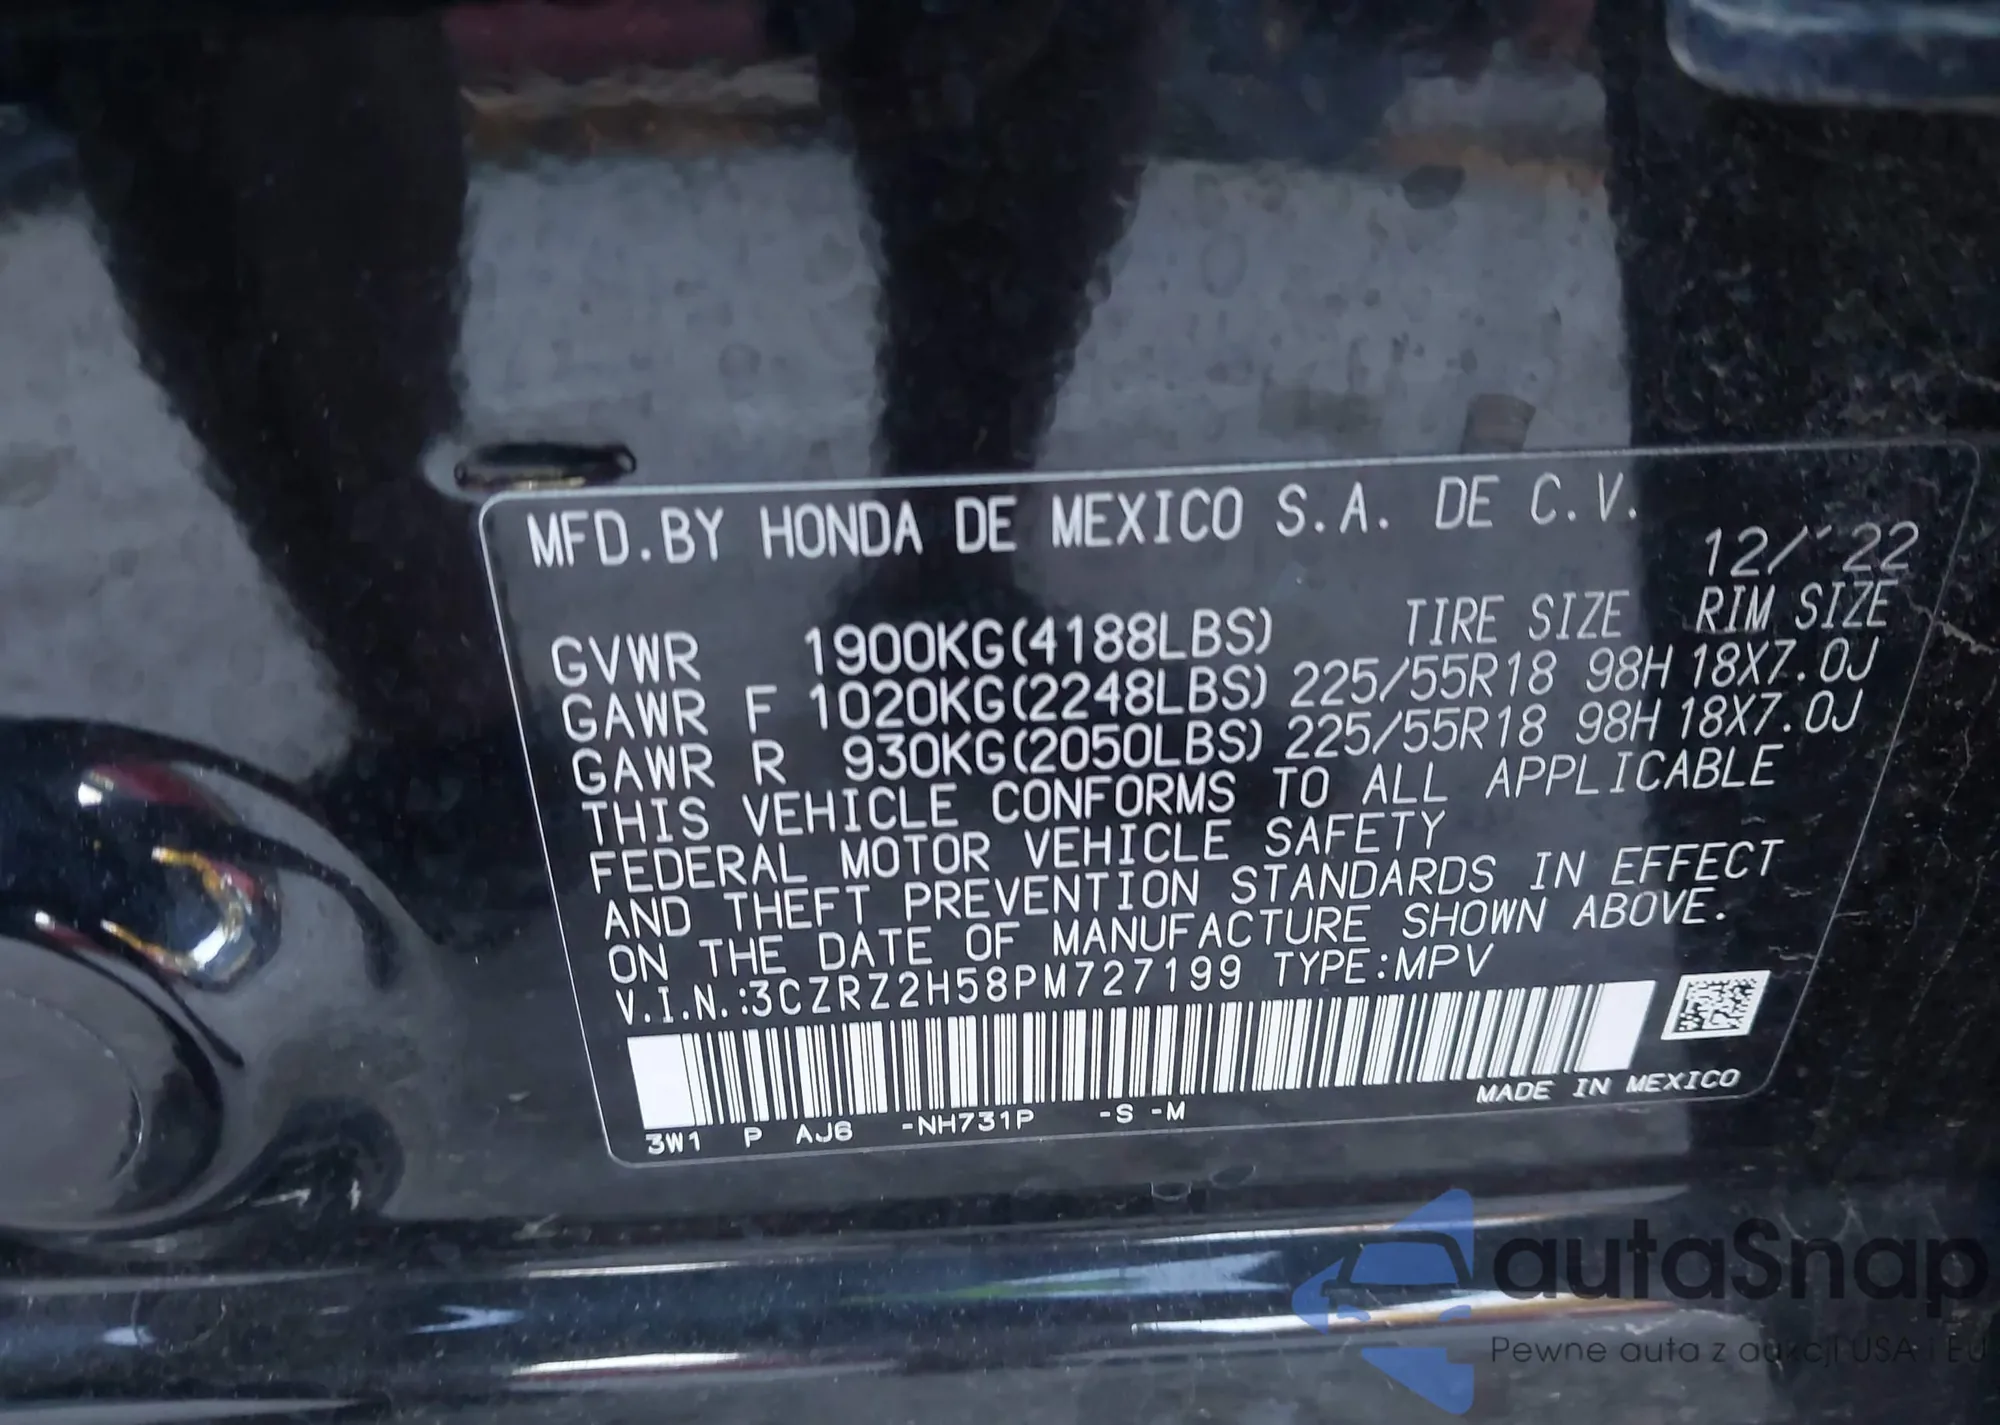 MFD.BY HONDA DE MEXICO S.A. DE C.V.
12/'22
GVWR 1900KG(4188LBS) TIRE SIZE RIM SIZE
GAWR F 1020KG(2248LBS) 225/55R18 98H 18X7.0J
GAWR R 930KG(2050LBS) 225/55R18 98H 18X7.0J
THIS VEHICLE CONFORMS TO ALL APPLICABLE
FEDERAL MOTOR VEHICLE SAFETY
AND THEFT PREVENTION STANDARDS IN EFFECT
ON THE DATE OF MANUFACTURE SHOWN ABOVE.
V.I.N.:3CZRZ2H58PM727199 TYPE:MPV
MADE IN MEXICO
3W1 P AJ6 -NH731P -S -M
autaSnap
Pewne auta z aukcji USA i EU